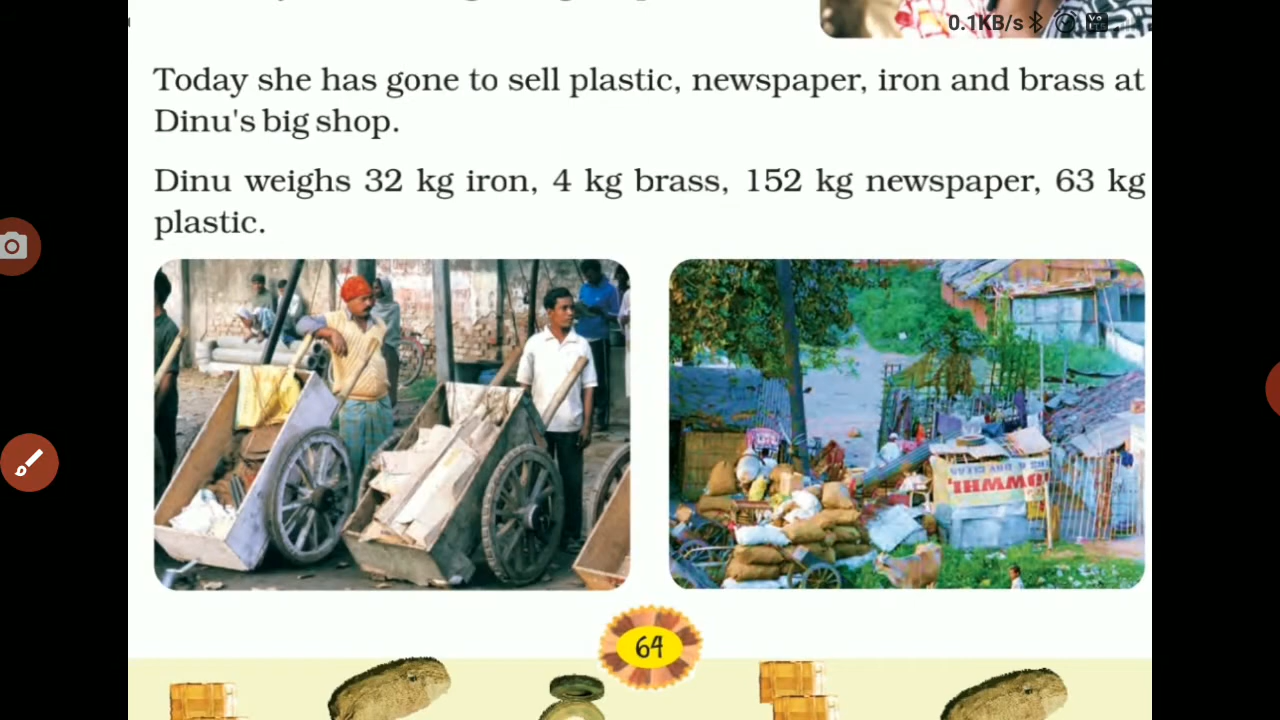 0.1KB/s
Today she has gone to sell plastic, newspaper, iron and brass at
Dinu's big shop.
Dinu weighs 32 kg iron, 4 kg brass, 152 kg newspaper, 63 kg
plastic.
64